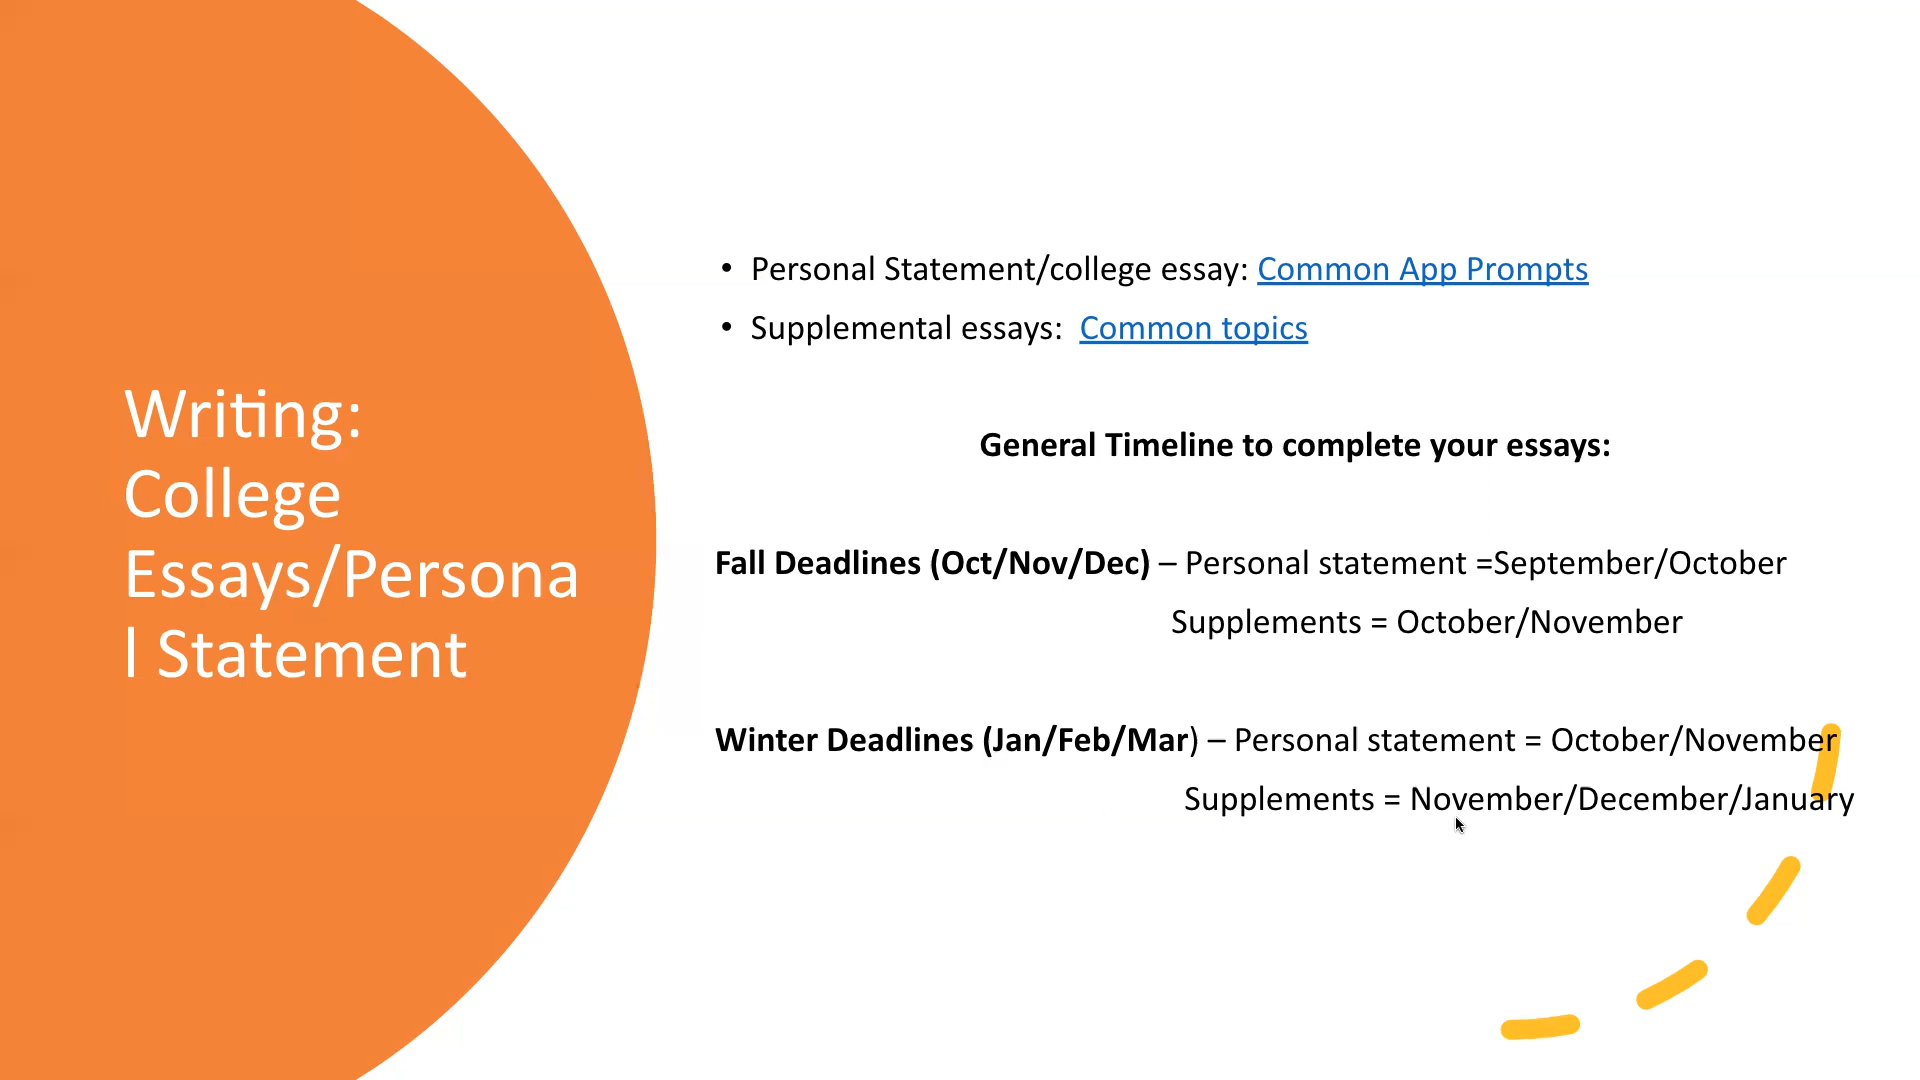 Writing:
College
Essays/Persona
l Statement
• Personal Statement/college essay: Common App Prompts
• Supplemental essays:  Common topics
General Timeline to complete your essays:
Fall Deadlines (Oct/Nov/Dec) – Personal statement =September/October
Supplements = October/November
Winter Deadlines (Jan/Feb/Mar) – Personal statement = October/November
Supplements = November/December/January